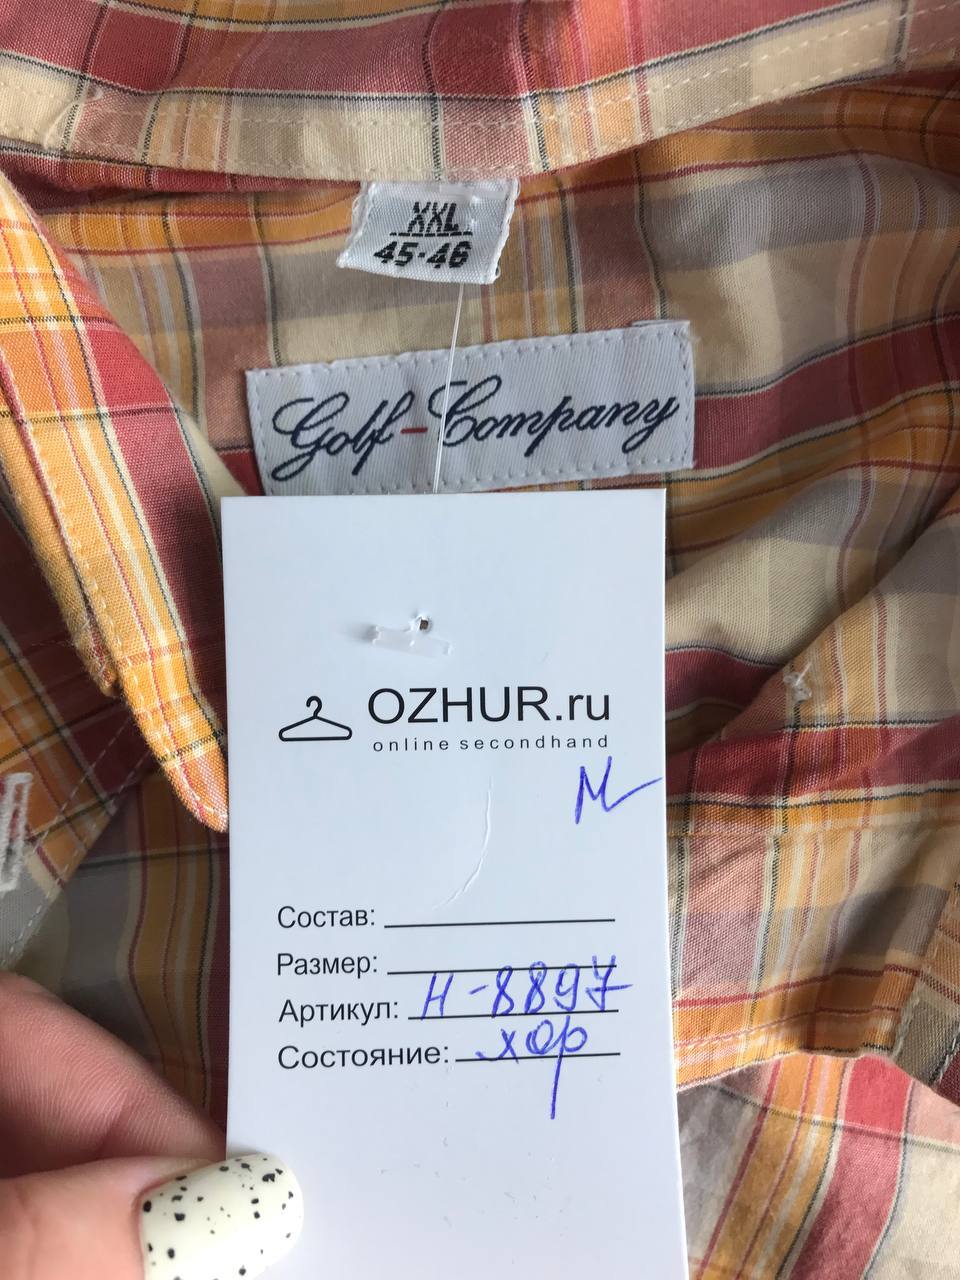 XXL
45-46
Golf-Company
OZHUR.ru
online secondhand
М
Состав:
Размер:
Артикул: Н-8897
Состояние: хор